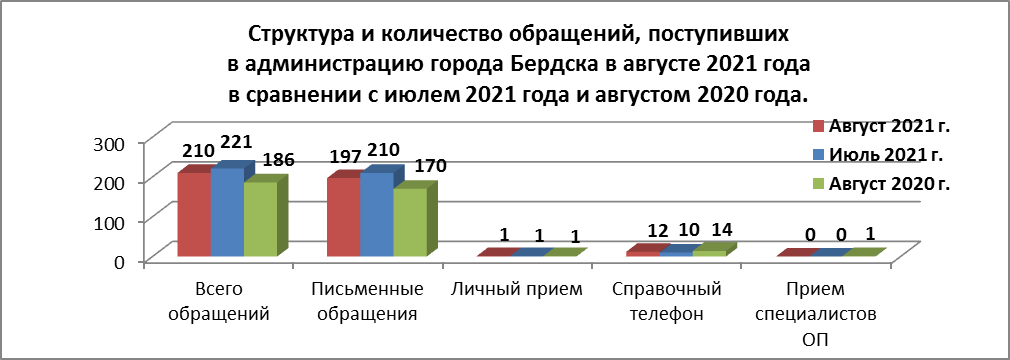 Структура и количество обращений, поступивших
в администрацию города Бердска в августе 2021 года
в сравнении с июлем 2021 года и августом 2020 года.
Август 2021 г.
Июль 2021 г.
Август 2020 г.
300
200
100
0
210 221 186
197 210 170
1 1 1
12 10 14
0 0 1
Всего
обращений
Письменные
обращения
Личный прием
Справочный
телефон
Прием
специалистов
ОП